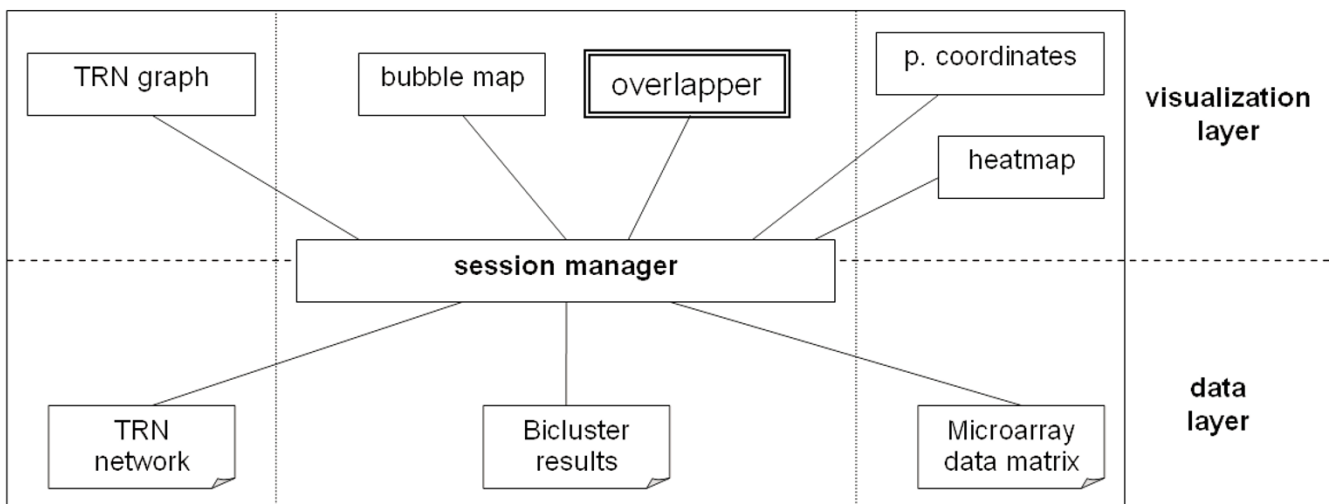 TRN graph
bubble map
overlapper
p. coordinates
heatmap
visualization
layer
session manager
TRN
network
Bicluster
results
Microarray
data matrix
data
layer